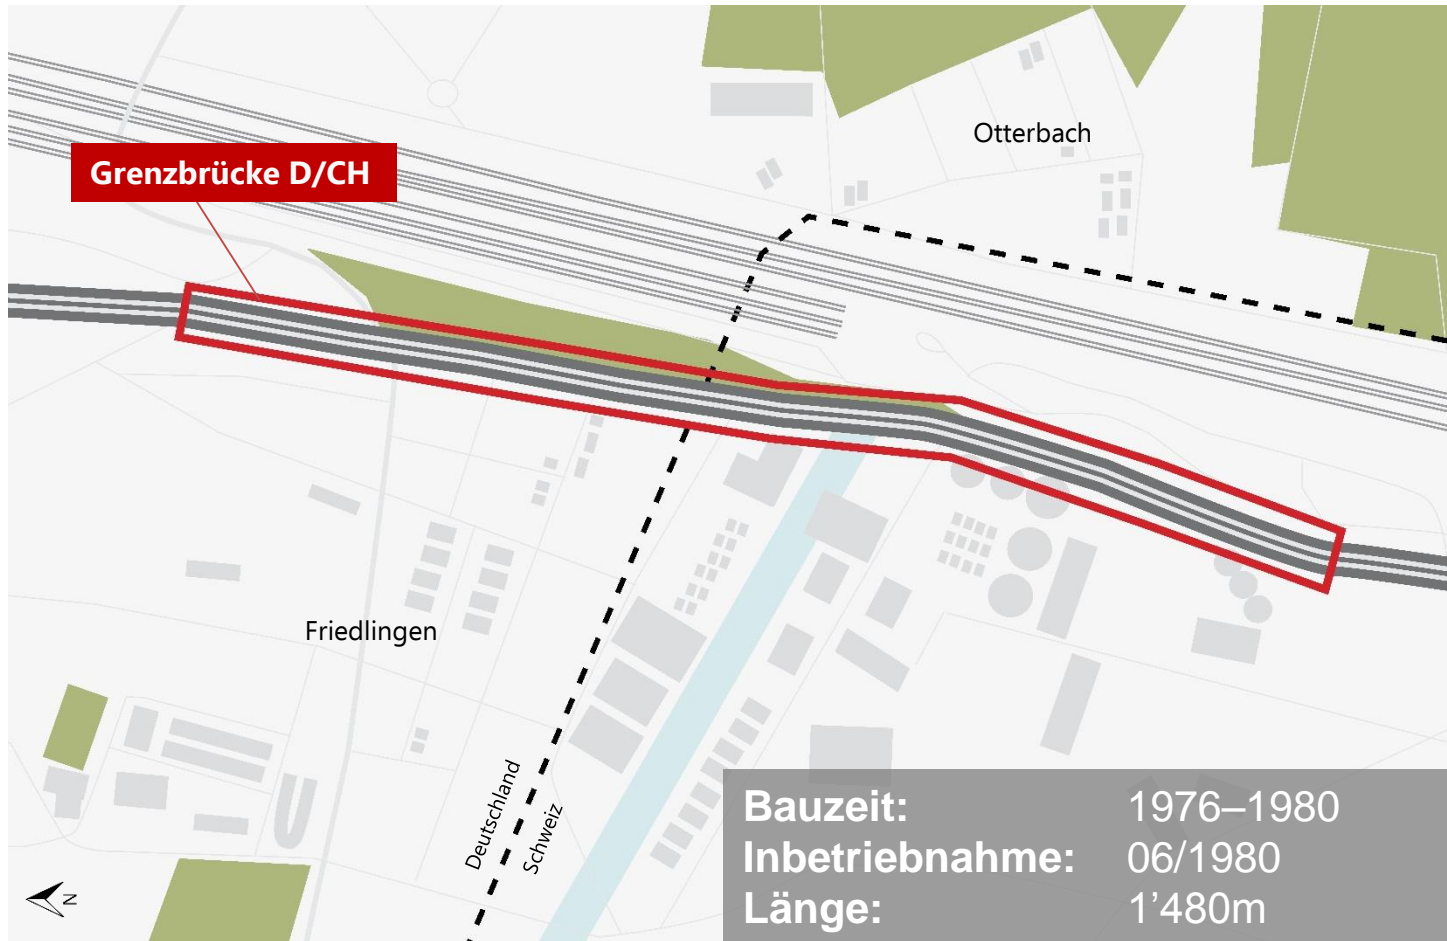 Otterbach
Grenzbrücke D/CH
Friedlingen
Deutschland
Schweiz
N
Bauzeit: 1976–1980
Inbetriebnahme: 06/1980
Länge: 1’480m